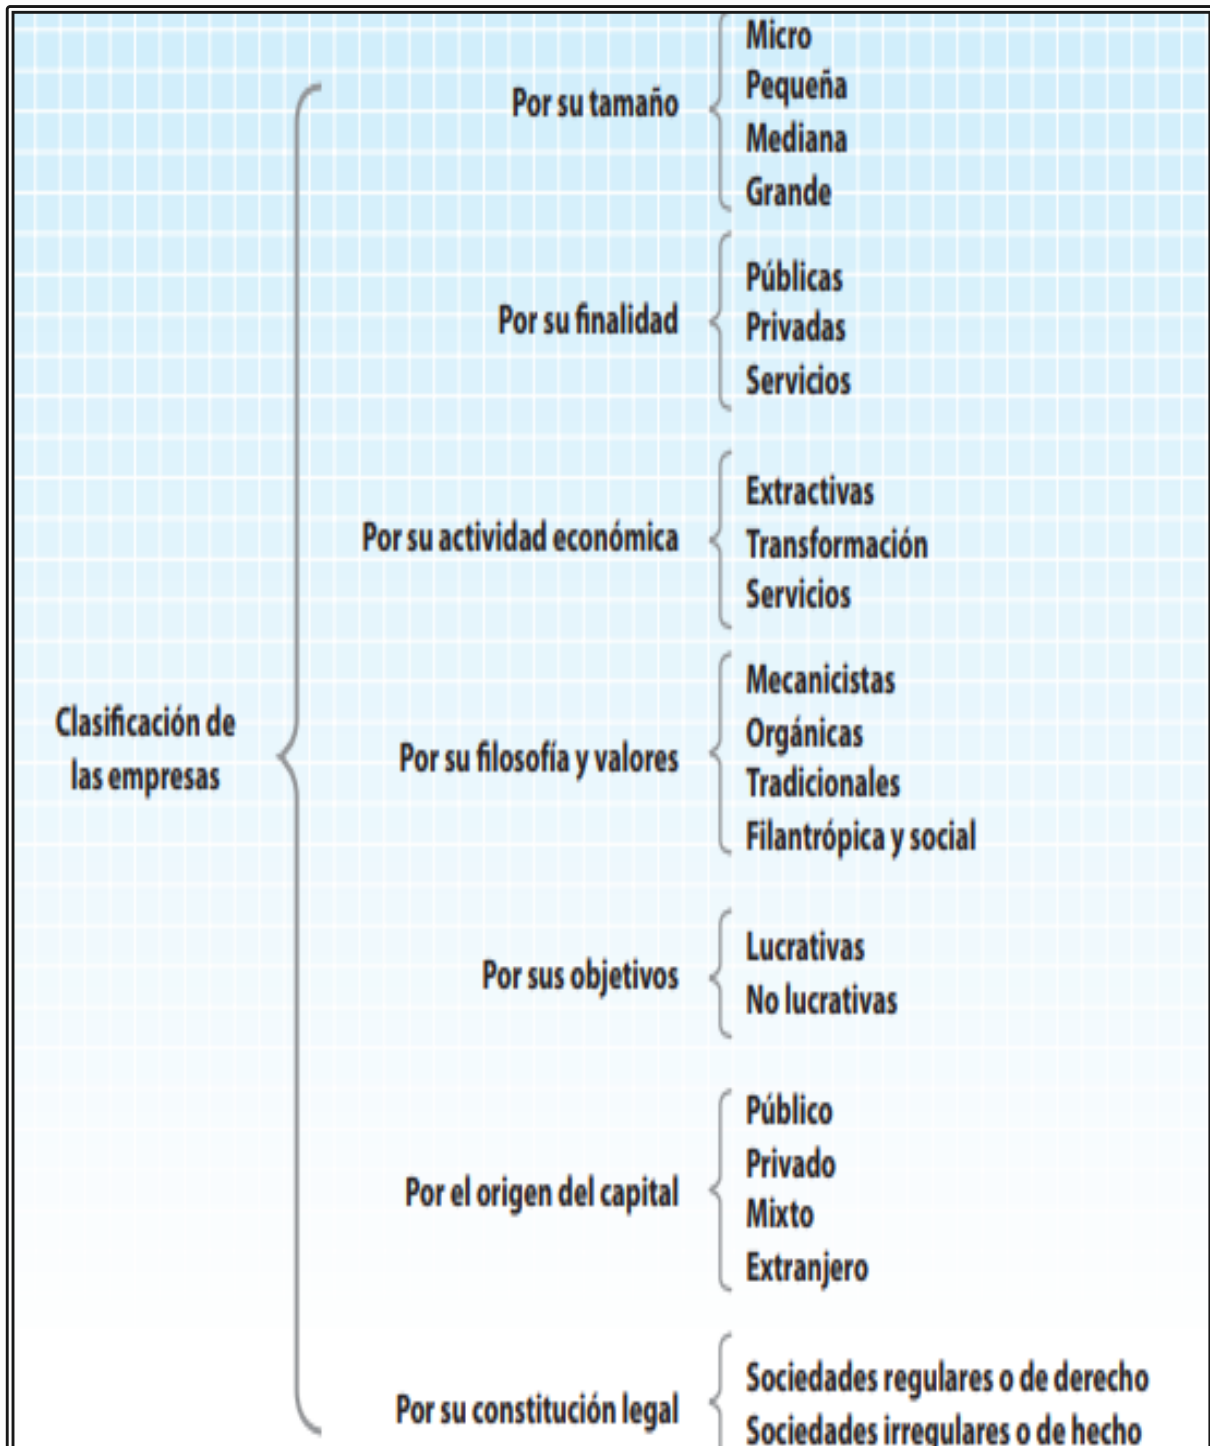 Clasificación de
las empresas
Por su tamaño
Micro
Pequeña
Mediana
Grande
Por su finalidad
Públicas
Privadas
Servicios
Por su actividad económica
Extractivas
Transformación
Servicios
Por su filosofía y valores
Mecanicistas
Orgánicas
Tradicionales
Filantrópica y social
Por sus objetivos
Lucrativas
No lucrativas
Por el origen del capital
Público
Privado
Mixto
Extranjero
Por su constitución legal
Sociedades regulares o de derecho
Sociedades irregulares o de hecho